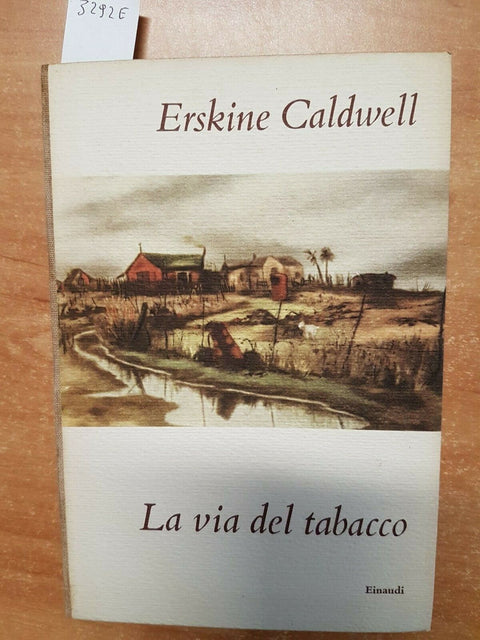 3292E
Erskine Caldwell
La via del tabacco
Einaudi